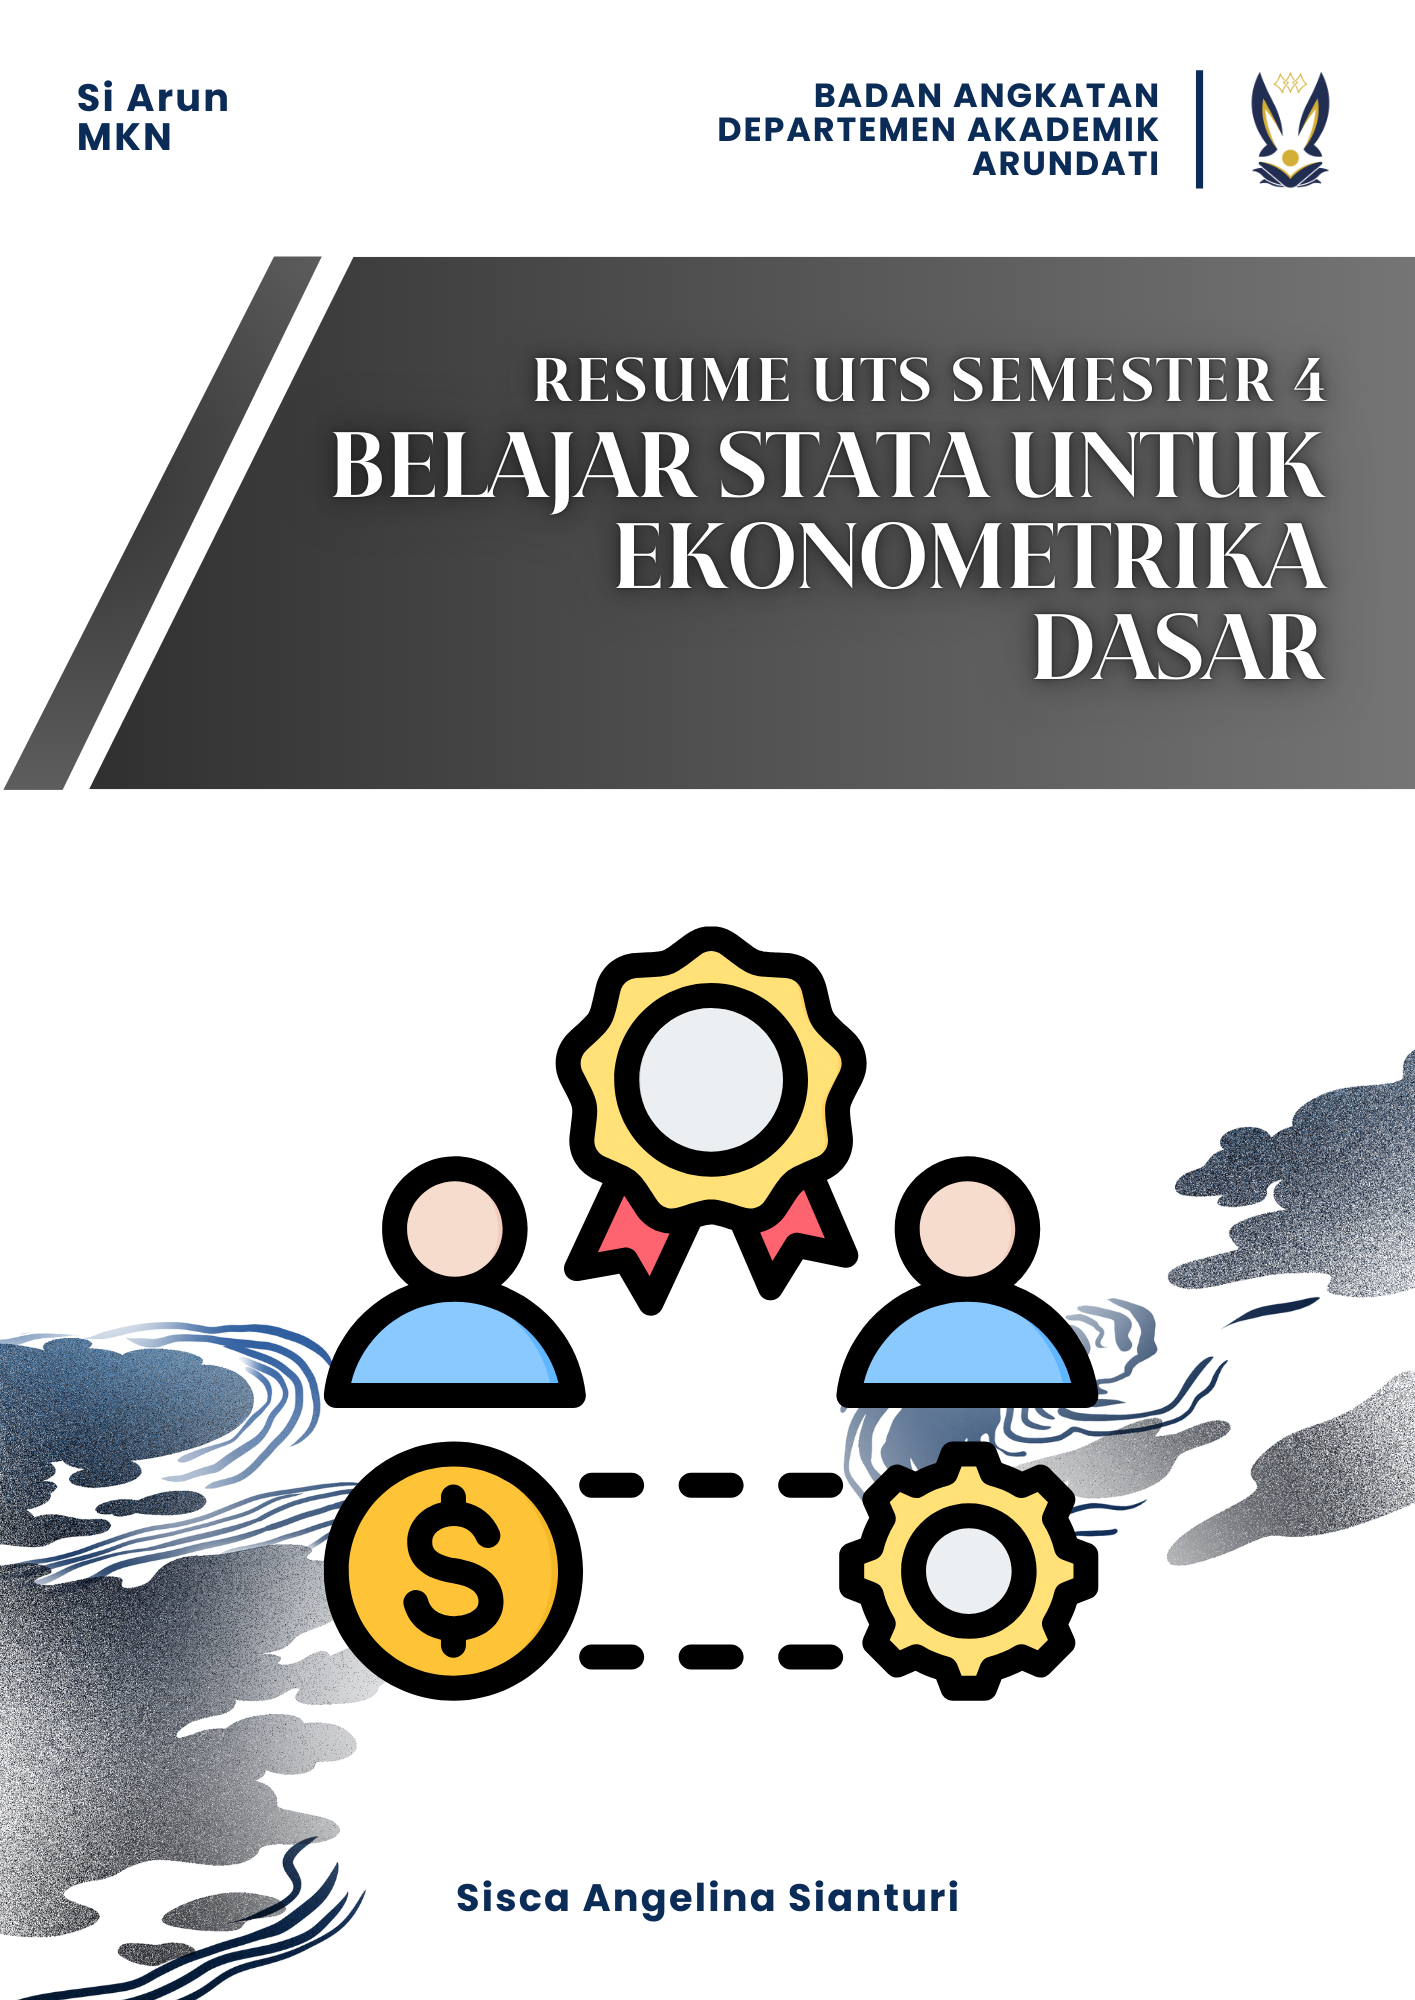 Si Arun
MKN
BADAN ANGKATAN
DEPARTEMEN AKADEMIK
ARUNDATI
RESUME UTS SEMESTER 4
BELAJAR STATA UNTUK
EKONOMETRIKA
DASAR
$
Sisca Angelina Sianturi